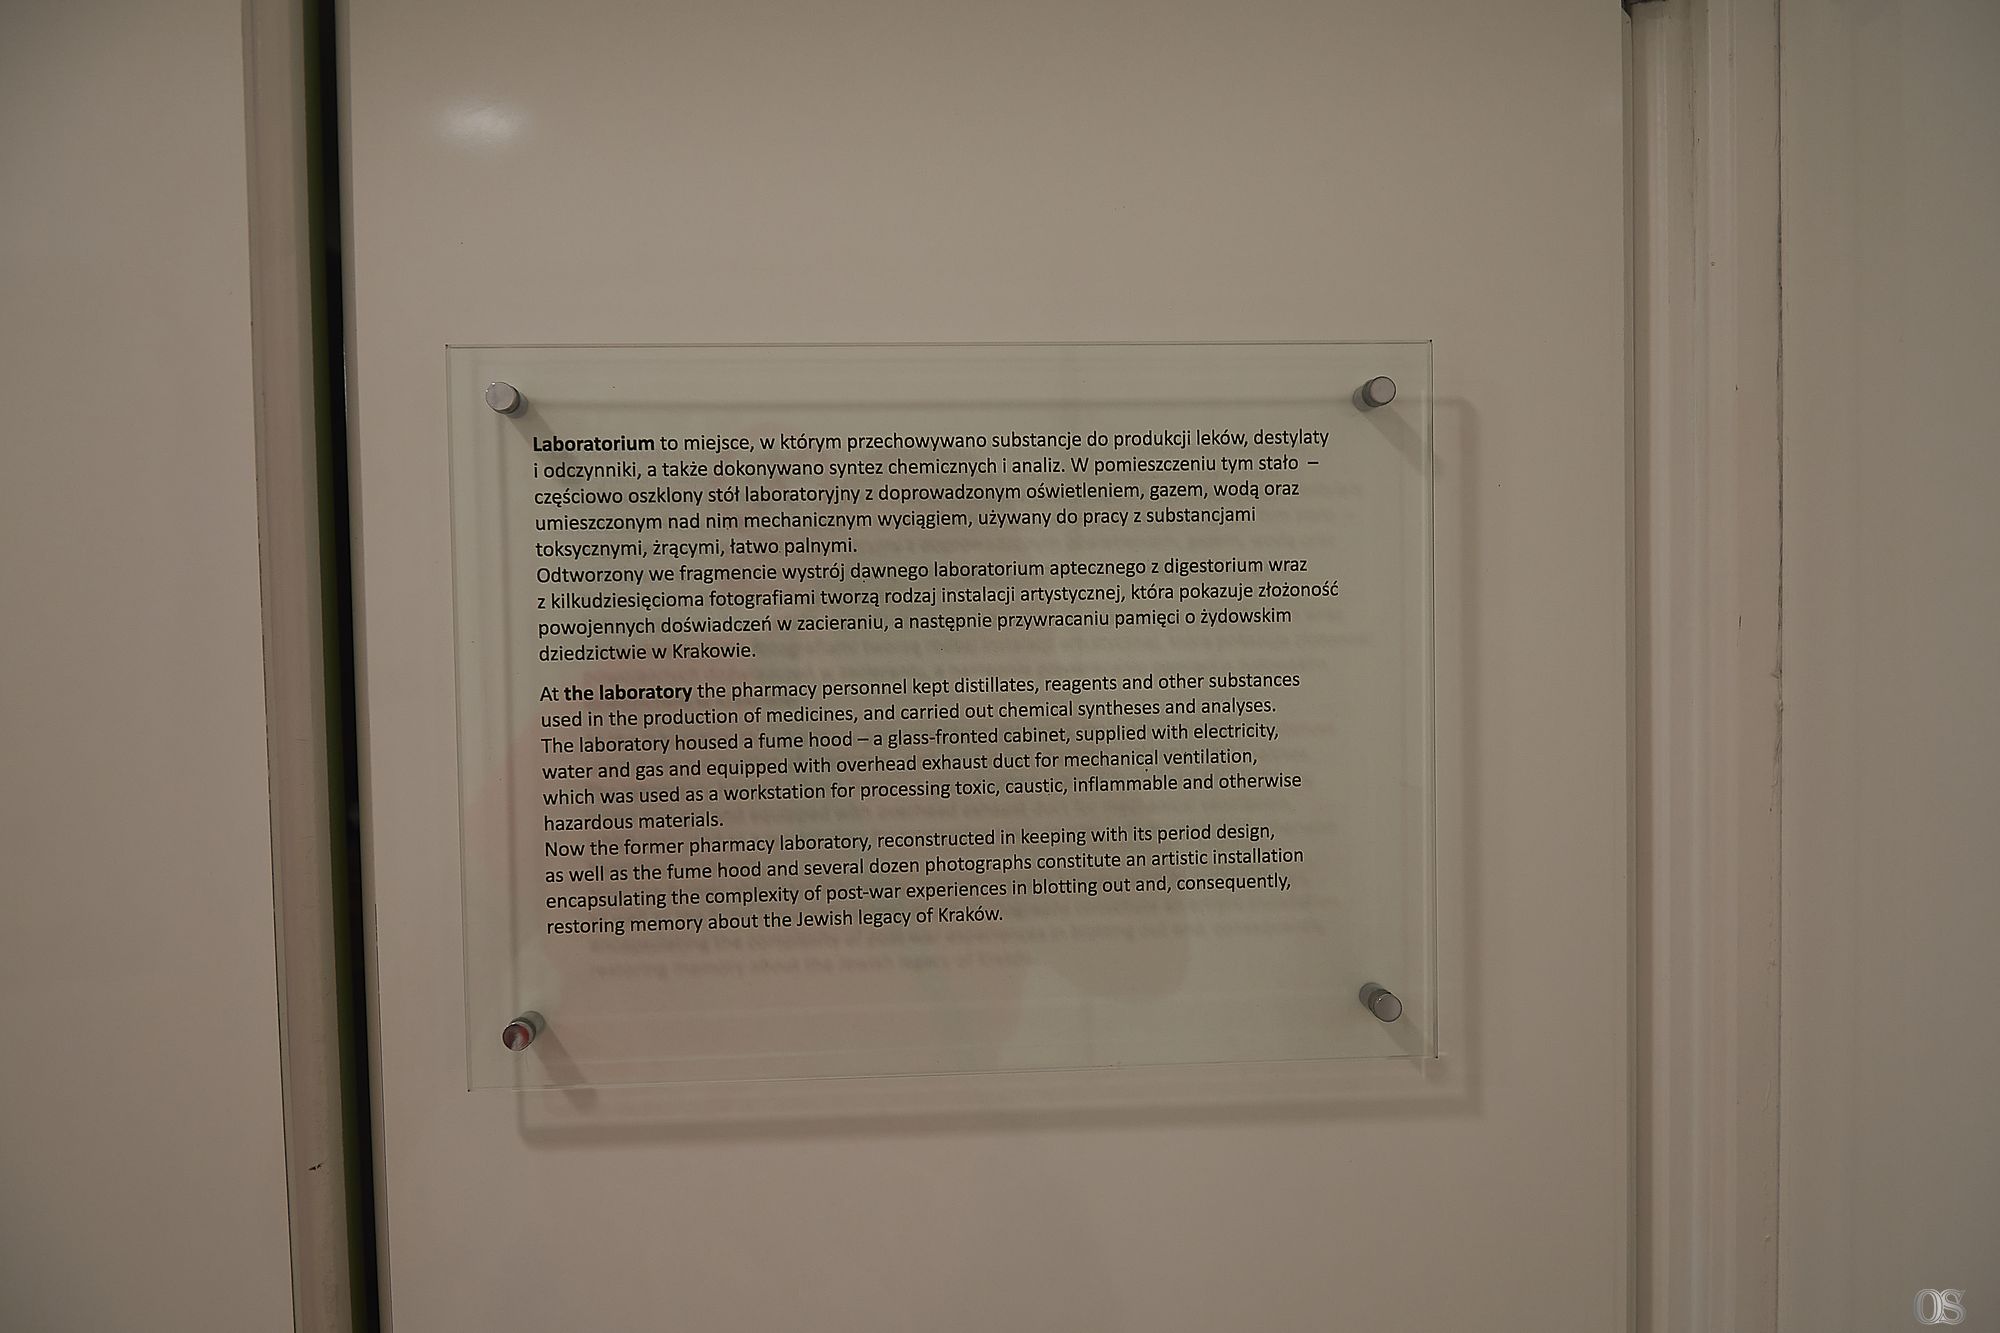 Laboratorium to miejsce, w którym przechowywano substancje do produkcji leków, destylaty
i odczynniki, a także dokonywano syntez chemicznych i analiz. W pomieszczeniu tym stało –
częściowo oszklony stół laboratoryjny z doprowadzonym oświetleniem, gazem, wodą oraz
umieszczonym nad nim mechanicznym wyciągiem, używany do pracy z substancjami
toksycznymi, żrącymi, łatwo palnymi.
Odtworzony we fragmencie wystrój dawnego laboratorium aptecznego z digestorium wraz
z kilkudziesięcioma fotografiami tworzą rodzaj instalacji artystycznej, która pokazuje złożoność
powojennych doświadczeń w zacieraniu, a następnie przywracaniu pamięci o żydowskim
dziedzictwie w Krakowie.
At the laboratory the pharmacy personnel kept distillates, reagents and other substances
used in the production of medicines, and carried out chemical syntheses and analyses.
The laboratory housed a fume hood – a glass-fronted cabinet, supplied with electricity,
water and gas and equipped with overhead exhaust duct for mechanical ventilation,
which was used as a workstation for processing toxic, caustic, inflammable and otherwise
hazardous materials.
Now the former pharmacy laboratory, reconstructed in keeping with its period design,
as well as the fume hood and several dozen photographs constitute an artistic installation
encapsulating the complexity of post-war experiences in blotting out and, consequently,
restoring memory about the Jewish legacy of Kraków.
OS